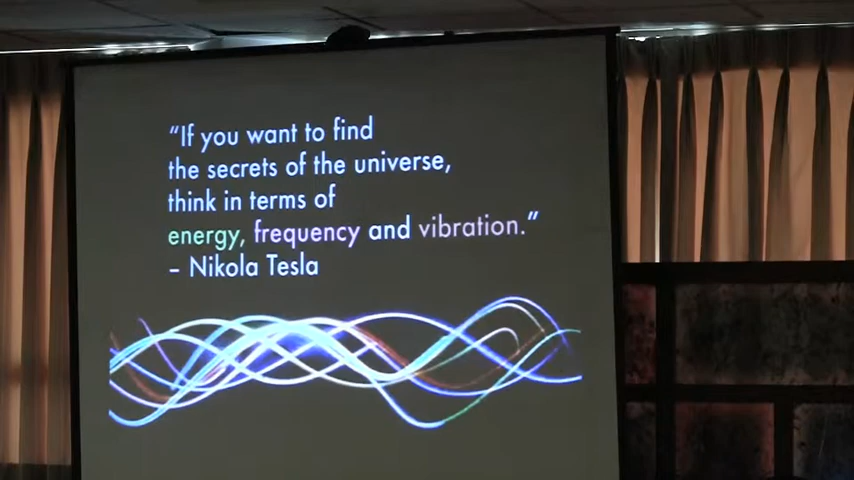 “If you want to find
the secrets of the universe,
think in terms of
energy, frequency and vibration.”
– Nikola Tesla